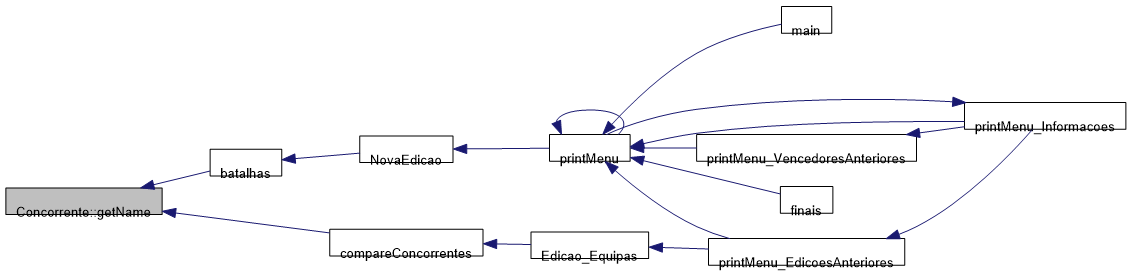 main
printMenu_Informacoes
printMenu
printMenu_VencedoresAnteriores
NovaEdicao
batalhas
finais
Concorrente::getName
compareConcorrentes
Edicao_Equipas
printMenu_EdicoesAnteriores